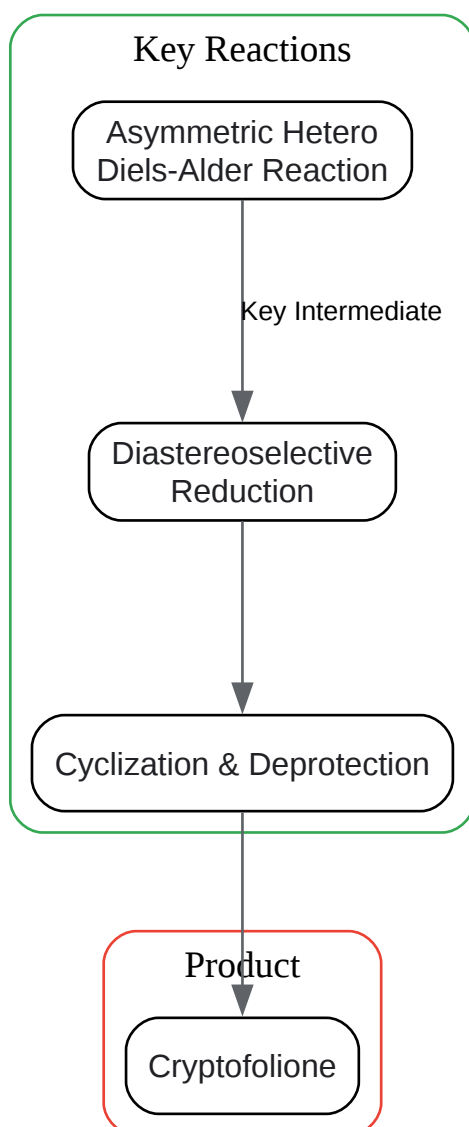 Key Reactions
Asymmetric Hetero
Diels-Alder Reaction
Key Intermediate
Diastereoselective
Reduction
Cyclization & Deprotection
Product
Cryptofolione